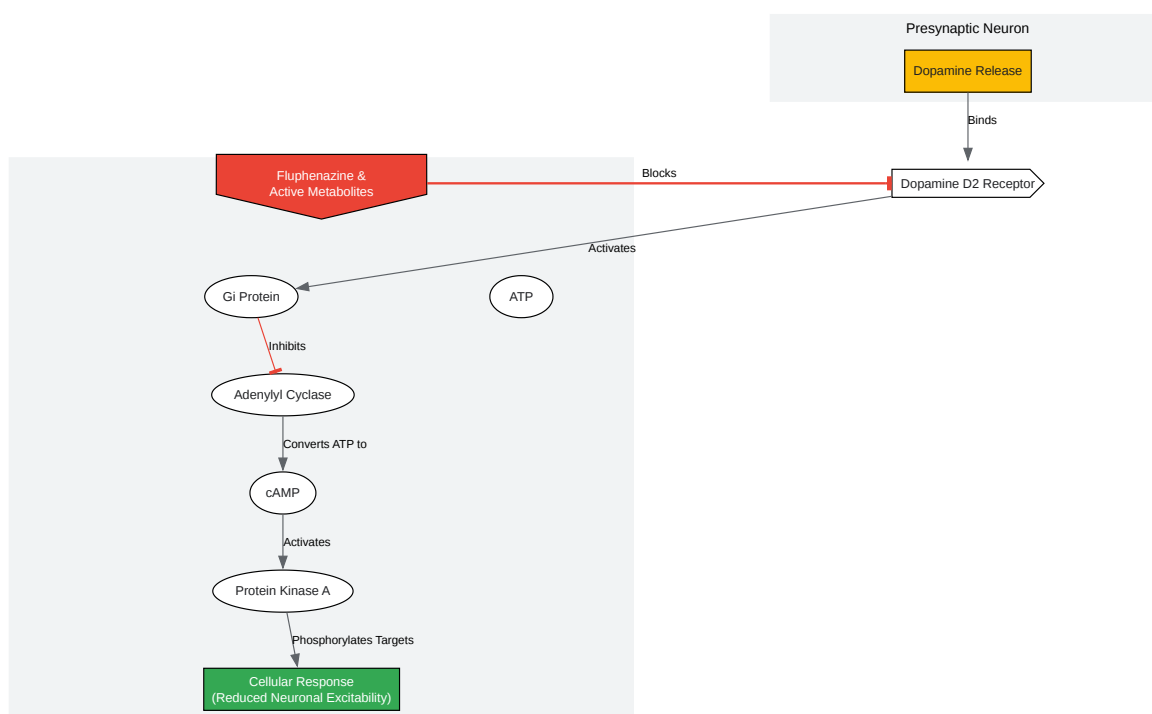 Presynaptic Neuron
Dopamine Release
Binds
Fluphenazine &
Active Metabolites
Blocks
Dopamine D2 Receptor
Activates
Gi Protein
ATP
Inhibits
Adenylyl Cyclase
Converts ATP to
cAMP
Activates
Protein Kinase A
Phosphorylates Targets
Cellular Response
(Reduced Neuronal Excitability)